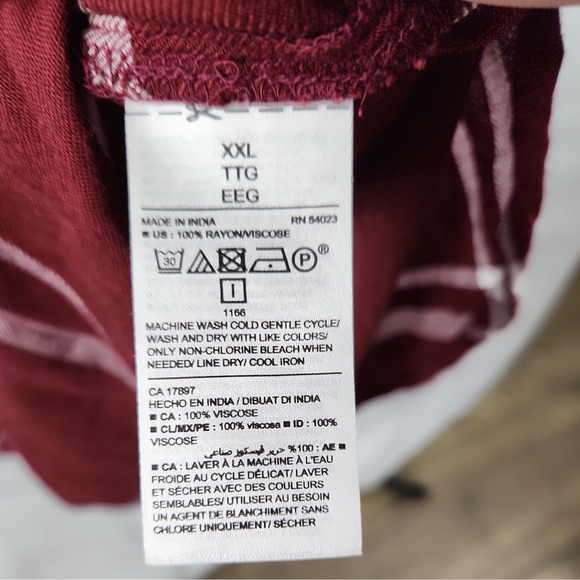 XXL
TTG
EEG
MADE IN INDIA RN 54023
■ US : 100% RAYON/VISCOSE
30 P ®
I
1166
MACHINE WASH COLD GENTLE CYCLE/
WASH AND DRY WITH LIKE COLORS/
ONLY NON-CHLORINE BLEACH WHEN
NEEDED/ LINE DRY/ COOL IRON
CA 17897
HECHO EN INDIA / DIBUAT DI INDIA
■ CA : 100% VISCOSE
■ CL/MX/PE : 100% viscosa ■ ID : 100%
VISCOSE
■ AE : 100% حرير فيسكوز صناعي
■ CA : LAVER À LA MACHINE À L'EAU
FROIDE AU CYCLE DÉLICAT/ LAVER
ET SÉCHER AVEC DES COULEURS
SEMBLABLES/ UTILISER AU BESOIN
UN AGENT DE BLANCHIMENT SANS
CHLORE UNIQUEMENT/ SÉCHER